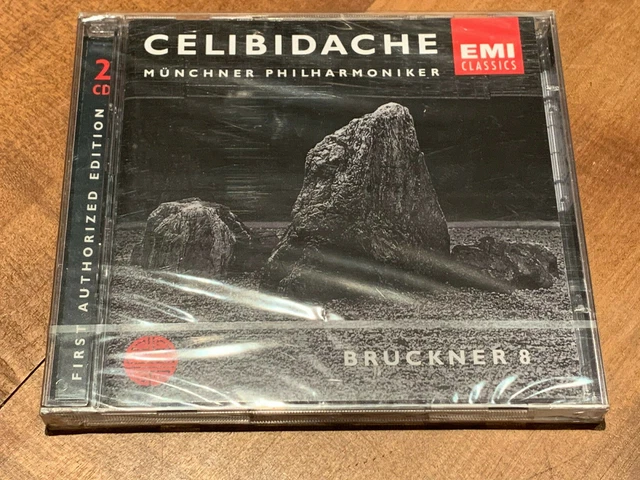 CELIBIDACHE
MÜNCHNER PHILHARMONIKER
EMI
CLASSICS
2
CD
FIRST AUTHORIZED EDITION
BRUCKNER 8